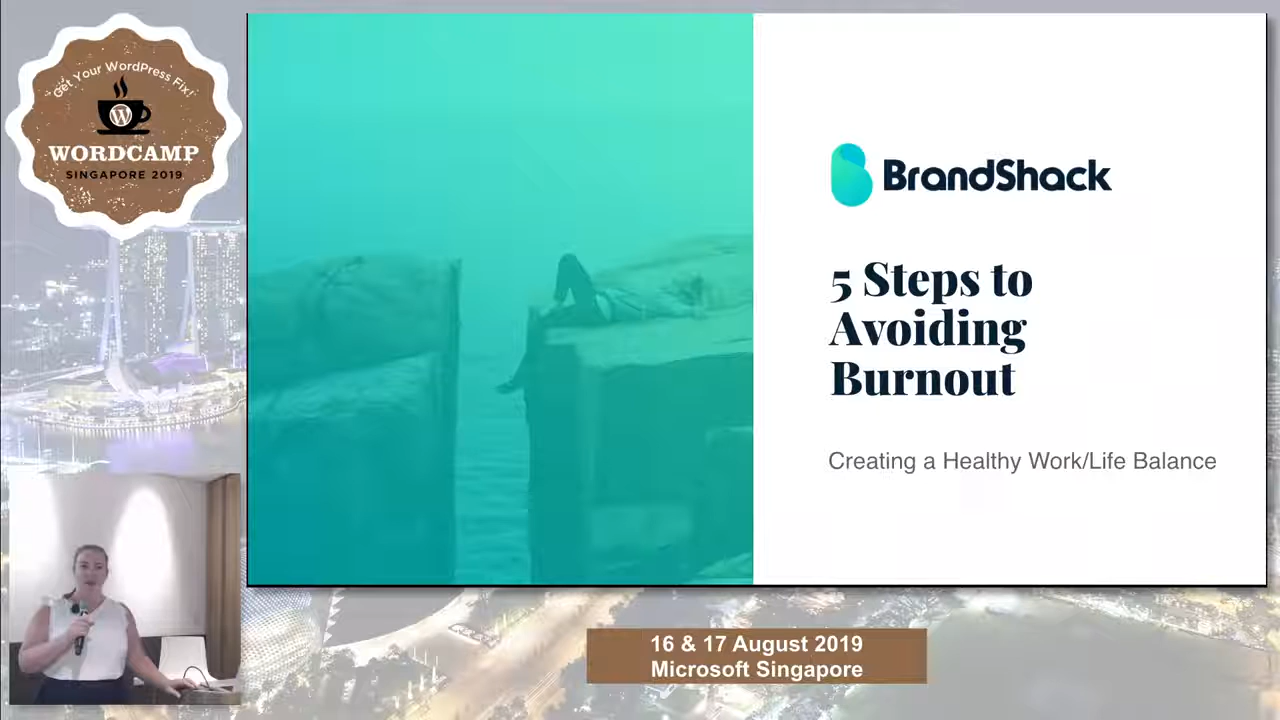 Get Your WordPress Fix!
WORDCAMP
SINGAPORE 2019
BrandShack
5 Steps to
Avoiding
Burnout
Creating a Healthy Work/Life Balance
16 & 17 August 2019
Microsoft Singapore